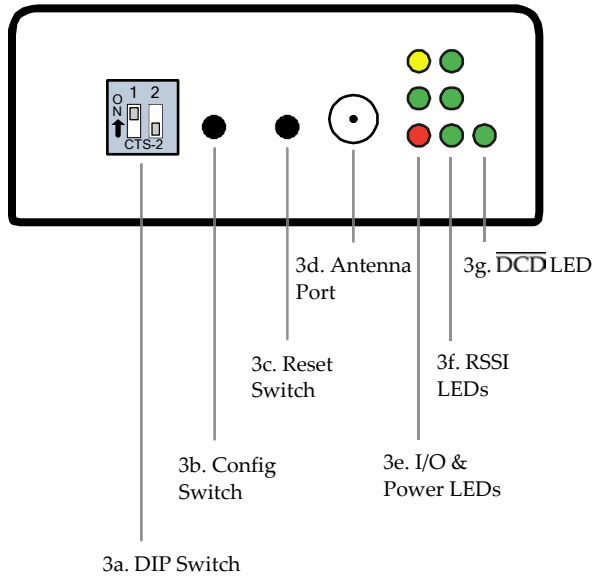 1 2
ON
CTS-2
3d. Antenna
Port
3g. DCD LED
3c. Reset
Switch
3f. RSSI
LEDs
3b. Config
Switch
3e. I/O &
Power LEDs
3a. DIP Switch